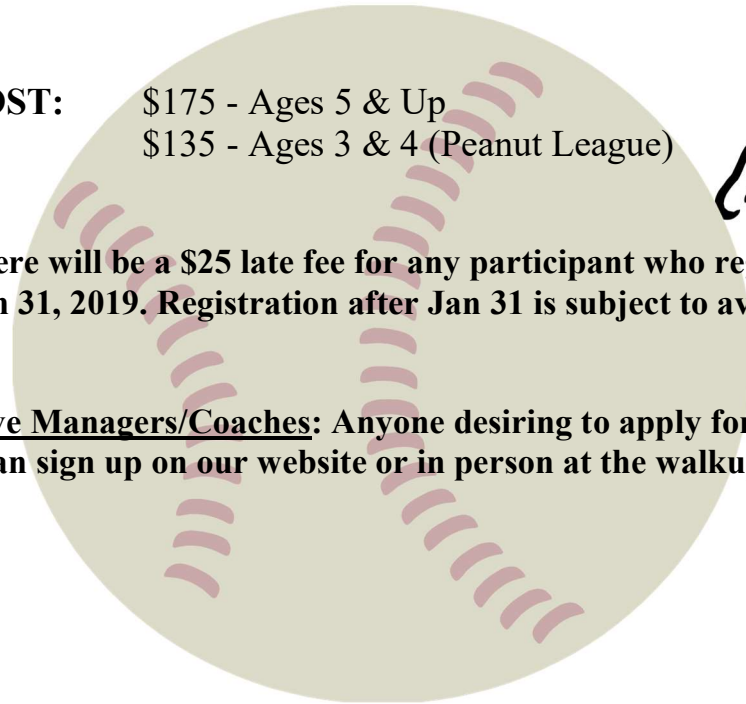 OST: $175 - Ages 5 & Up
$135 - Ages 3 & 4 (Peanut League)
ere will be a $25 late fee for any participant who re
n 31, 2019. Registration after Jan 31 is subject to av
ve Managers/Coaches: Anyone desiring to apply for
an sign up on our website or in person at the walku